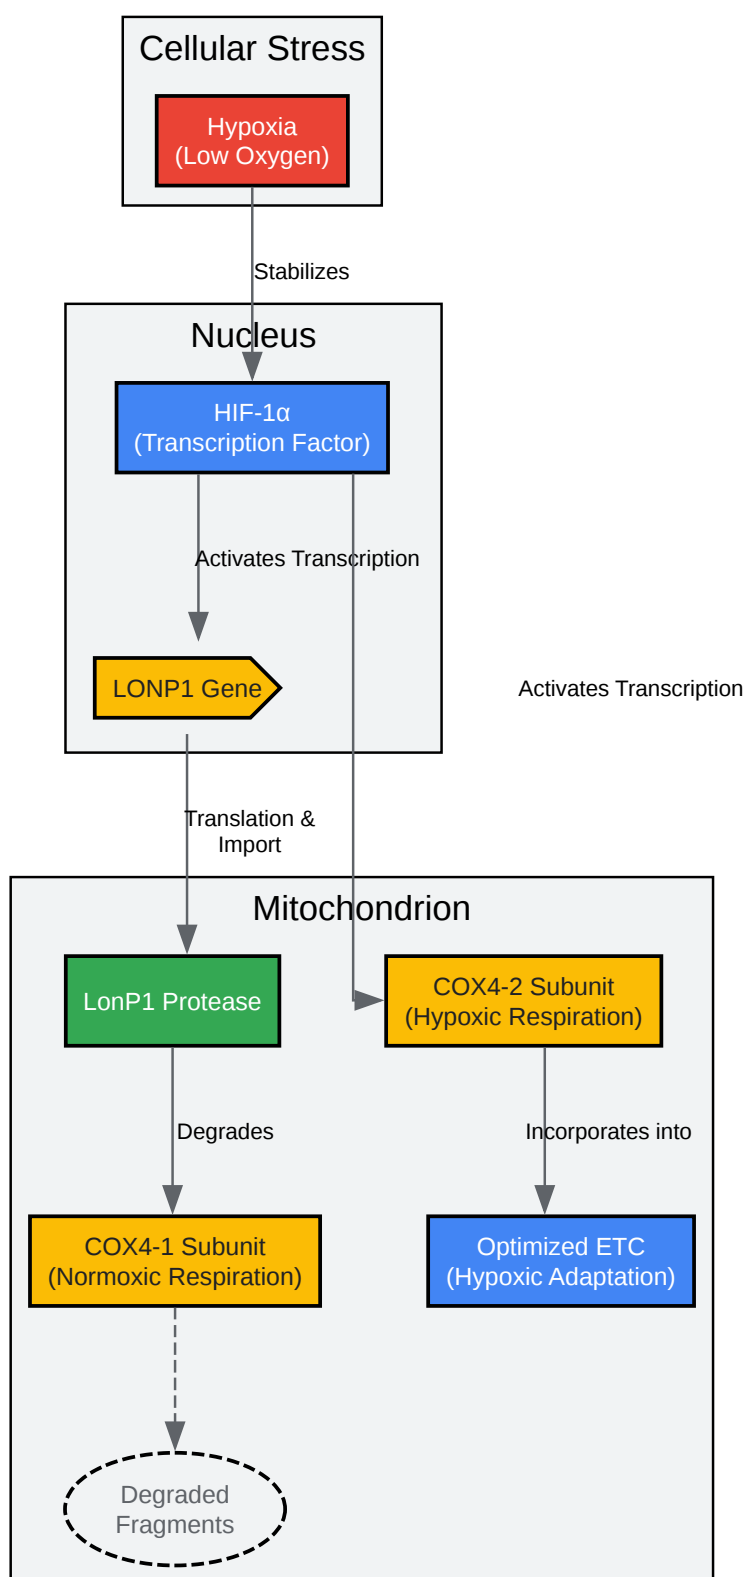 Cellular Stress
Hypoxia
(Low Oxygen)
Stabilizes
Nucleus
HIF-1α
(Transcription Factor)
Activates Transcription
LONP1 Gene
Activates Transcription
Translation &
Import
Mitochondrion
LonP1 Protease
COX4-2 Subunit
(Hypoxic Respiration)
Degrades
Incorporates into
COX4-1 Subunit
(Normoxic Respiration)
Optimized ETC
(Hypoxic Adaptation)
Degraded
Fragments